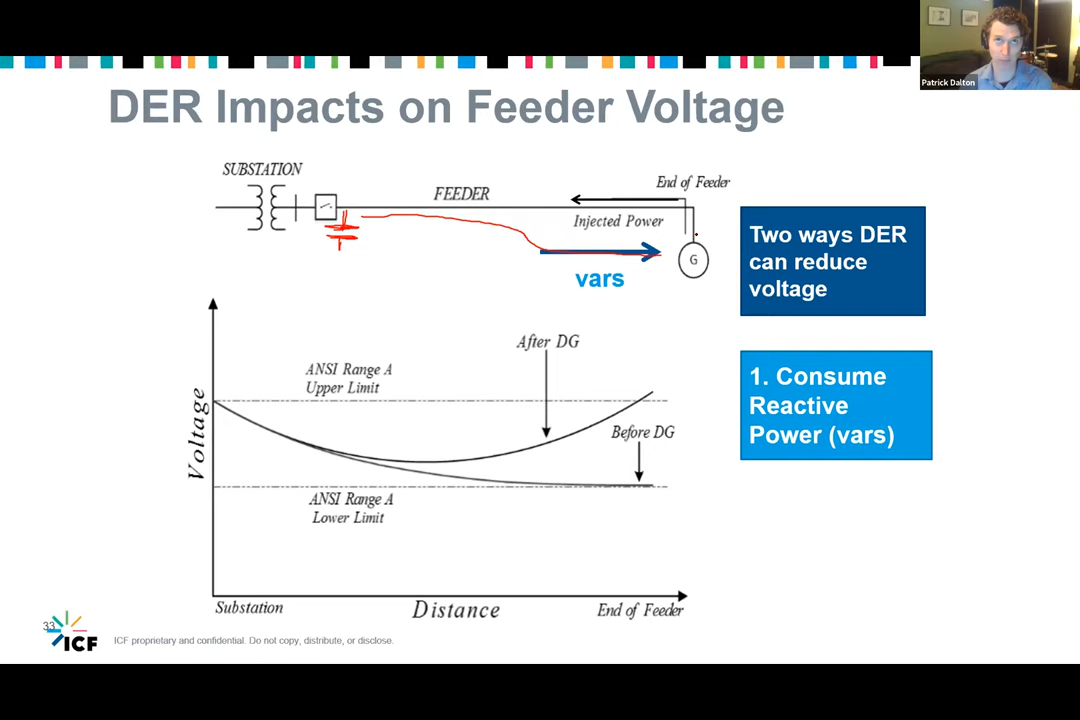 Patrick Dalton
DER Impacts on Feeder Voltage
SUBSTATION
FEEDER
End of Feeder
Injected Power
G
vars
Two ways DER
can reduce
voltage
After DG
ANSI Range A
Upper Limit
Before DG
Voltage
ANSI Range A
Lower Limit
1. Consume
Reactive
Power (vars)
Substation
Distance
End of Feeder
33
ICF
ICF proprietary and confidential. Do not copy, distribute, or disclose.